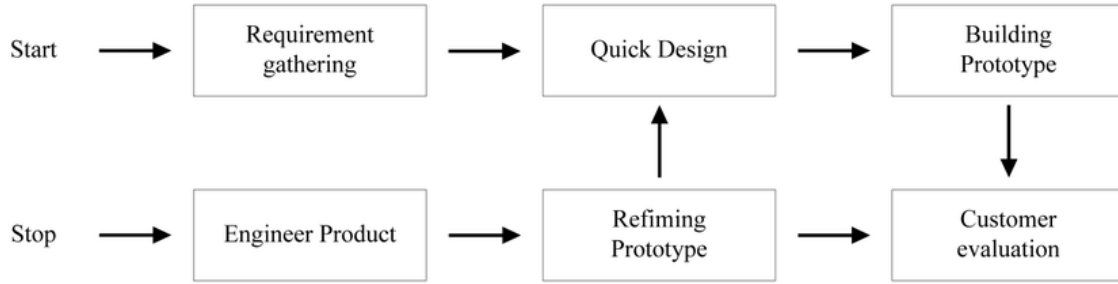 Start
Requirement
gathering
Quick Design
Building
Prototype
Stop
Engineer Product
Refiming
Prototype
Customer
evaluation